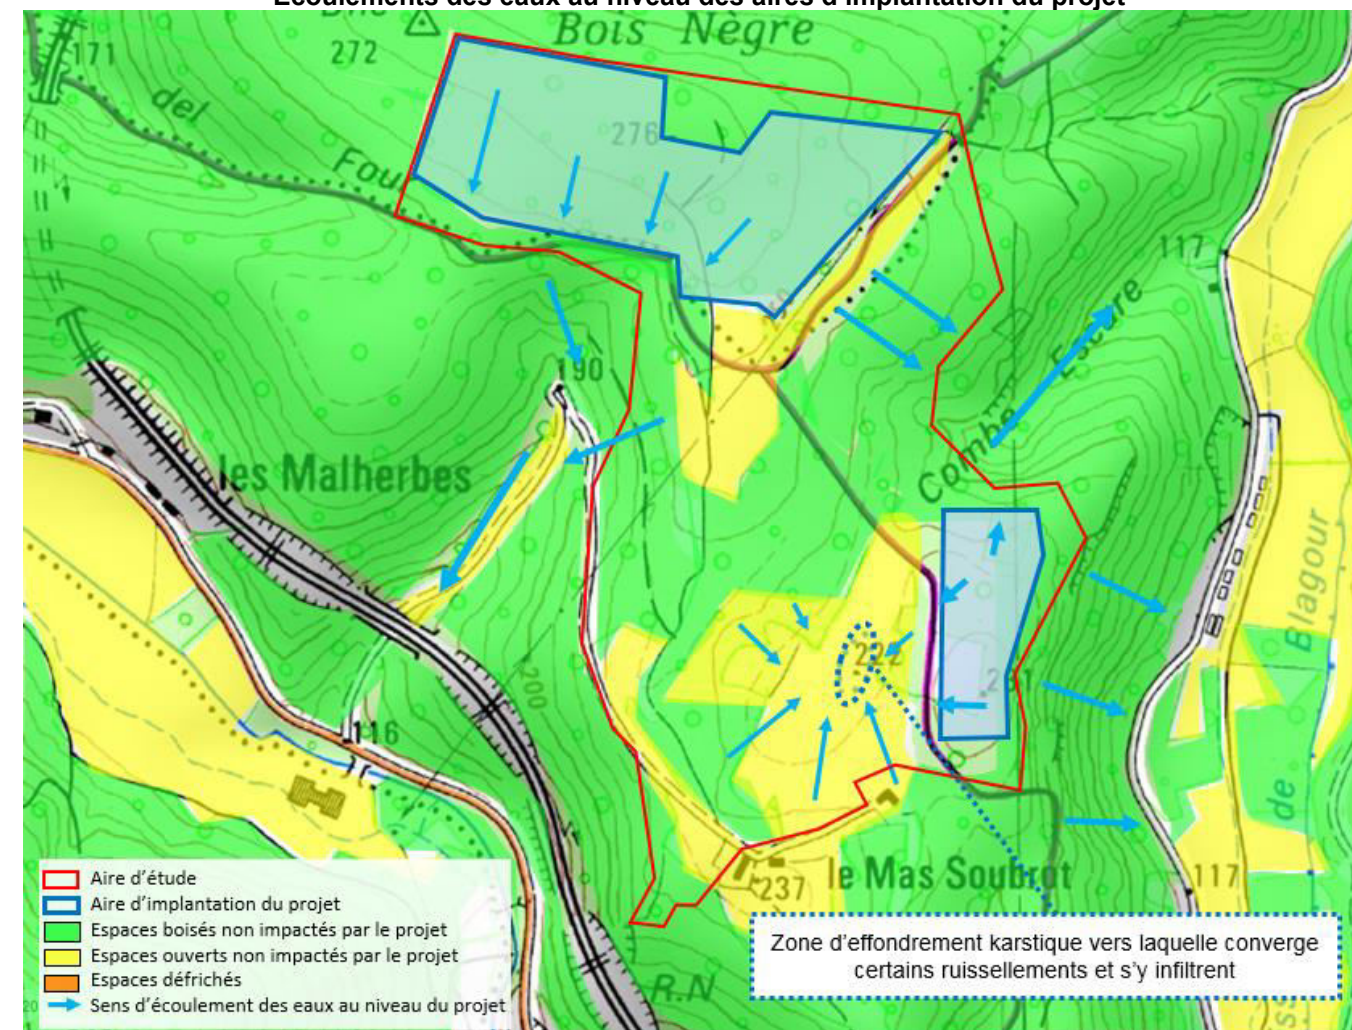 Ecoulements des eaux au niveau des aires d'implantation du projet
Bois Nègre
171
272
del
276
Fou
117
190
Combe Escure
les Malherbes
Blagour
222
200
116
de
237
le Mas Soubrot
117
R.N
Zone d'effondrement karstique vers laquelle converge
certains ruissellements et s'y infiltrent
Aire d'étude
Aire d'implantation du projet
Espaces boisés non impactés par le projet
Espaces ouverts non impactés par le projet
Espaces défrichés
Sens d'écoulement des eaux au niveau du projet